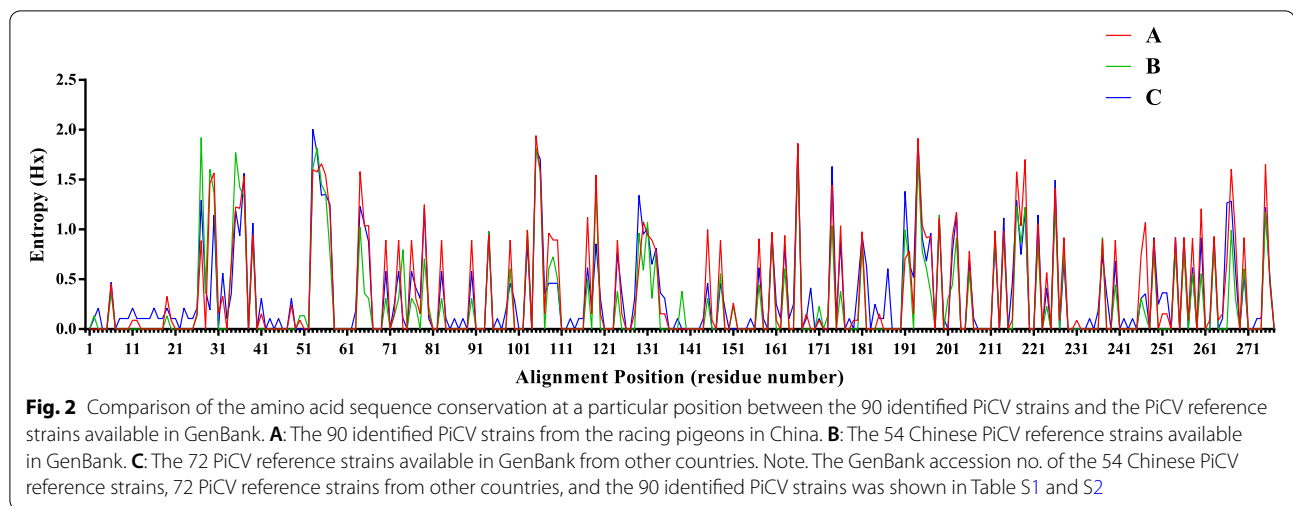 A
B
C
2.5
2.0
1.5
1.0
0.5
0.0
Entropy (Hx)
1 11 21 31 41 51 61 71 81 91 101 111 121 131 141 151 161 171 181 191 201 211 221 231 241 251 261 271
Alignment Position (residue number)
Fig. 2 Comparison of the amino acid sequence conservation at a particular position between the 90 identified PiCV strains and the PiCV reference
strains available in GenBank. A: The 90 identified PiCV strains from the racing pigeons in China. B: The 54 Chinese PiCV reference strains available
in GenBank. C: The 72 PiCV reference strains available in GenBank from other countries. Note. The GenBank accession no. of the 54 Chinese PiCV
reference strains, 72 PiCV reference strains from other countries, and the 90 identified PiCV strains was shown in Table S1 and S2